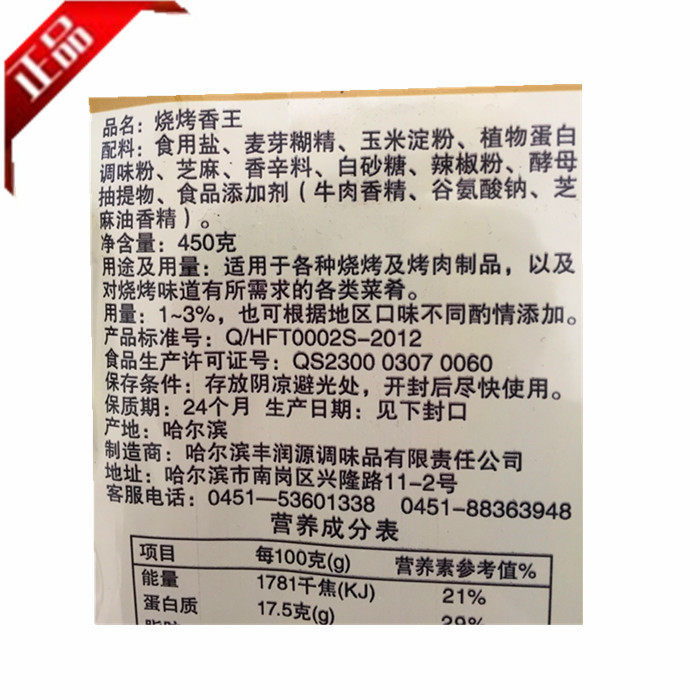 正品
品名：烧烤香王
配料：食用盐、麦芽糊精、玉米淀粉、植物蛋白
调味粉、芝麻、香辛料、白砂糖、辣椒粉、酵母
抽提物、食品添加剂（牛肉香精、谷氨酸钠、芝
麻油香精）。
净含量：450克
用途及用量：适用于各种烧烤及烤肉制品，以及
对烧烤味道有所需求的各类菜肴。
用量：1~3%，也可根据地区口味不同酌情添加。
产品标准号：Q/HFT0002S-2012
食品生产许可证号：QS2300 0307 0060
保存条件：存放阴凉避光处，开封后尽快使用。
保质期：24个月 生产日期：见下封口
产地：哈尔滨
制造商：哈尔滨丰润源调味品有限责任公司
地址：哈尔滨市南岗区兴隆路11-2号
客服电话：0451—53601338 0451-88363948
营养成分表
项目 每100克(g) 营养素参考值%
能量 1781千焦(KJ) 21%
蛋白质 17.5克(g) 29%